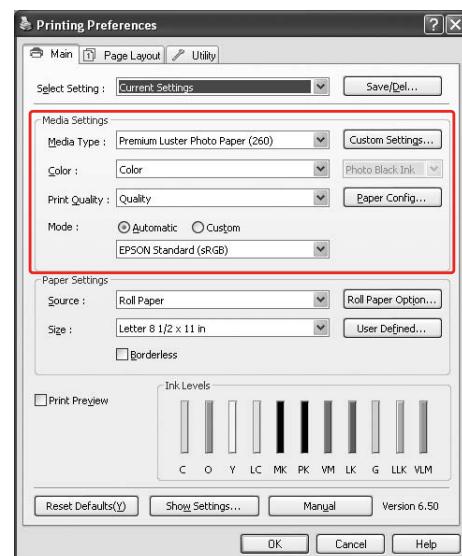 Printing Preferences
Main Page Layout Utility
Select Setting : Current Settings Save/Del...
Media Settings
Media Type : Premium Luster Photo Paper (260) Custom Settings...
Color : Color Photo Black Ink
Print Quality : Quality Paper Config...
Mode : Automatic Custom
EPSON Standard (sRGB)
Paper Settings
Source : Roll Paper Roll Paper Option...
Size : Letter 8 1/2 x 11 in User Defined...
Borderless
Print Preview Ink Levels
C O Y LC MK PK VM LK G LLK VLM
Reset Defaults(Y) Show Settings... Manual Version 6.50
OK Cancel Help